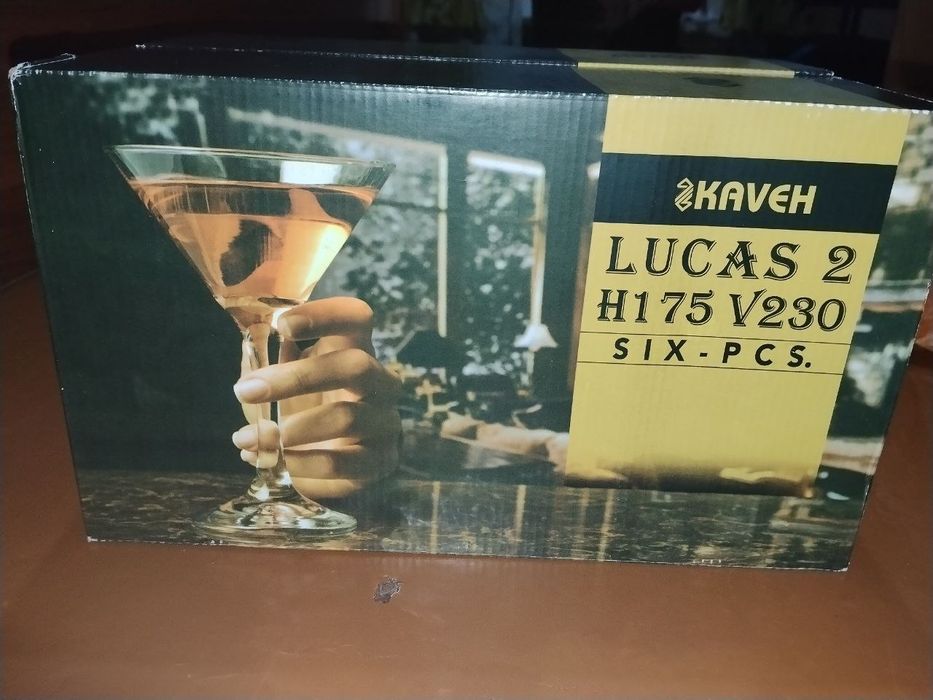 KAVEH
LUCAS 2
H175 V230
SIX-PCS.